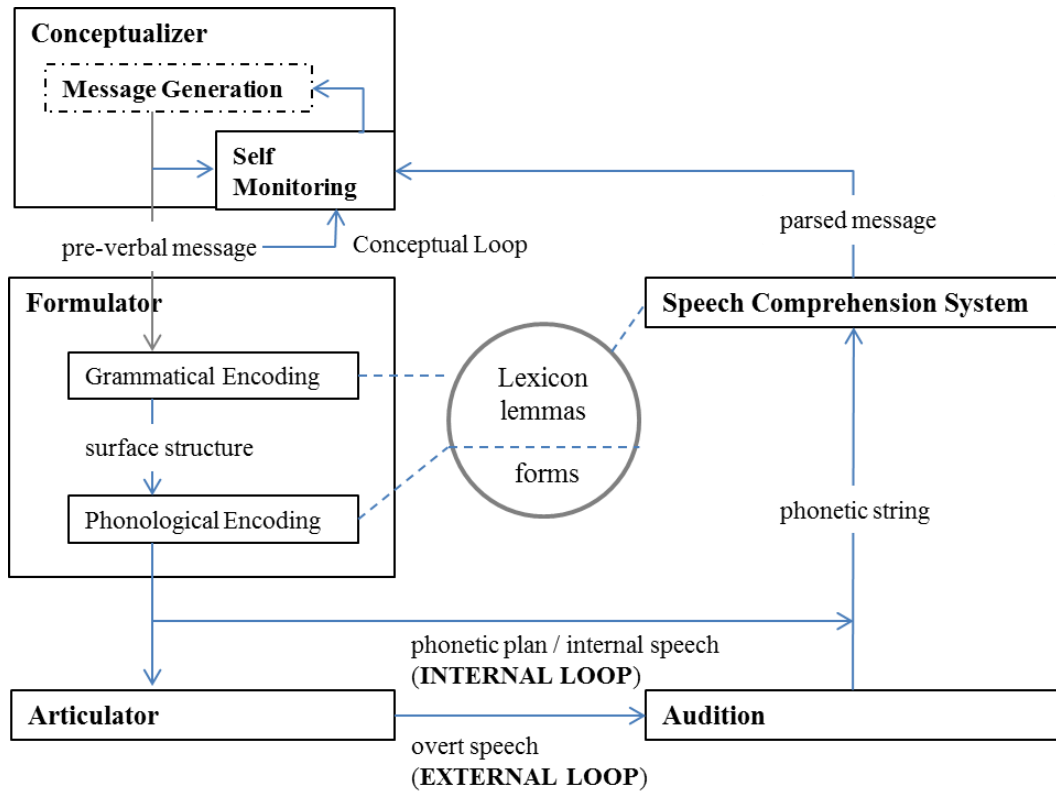 Conceptualizer
Message Generation
Self
Monitoring
pre-verbal message
Conceptual Loop
parsed message
Formulator
Speech Comprehension System
Grammatical Encoding
Lexicon
lemmas
surface structure
forms
Phonological Encoding
phonetic string
phonetic plan / internal speech
(INTERNAL LOOP)
Articulator
Audition
overt speech
(EXTERNAL LOOP)